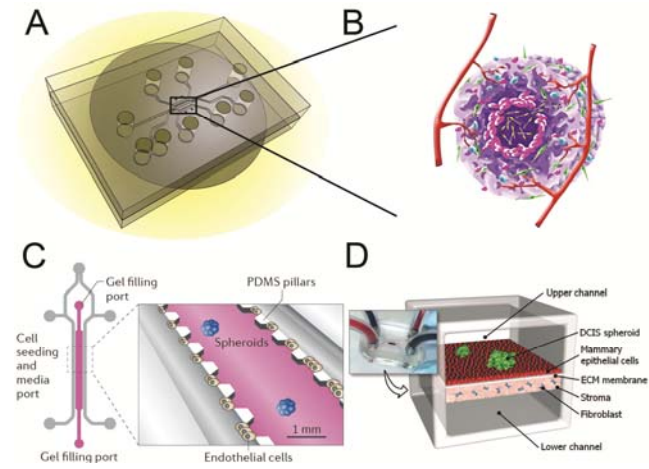 A
B
C
Gel filling
port
PDMS pillars
Cell
seeding
and
media
port
Spheroids
1 mm
Gel filling port
Endothelial cells
D
Upper channel
DCIS spheroid
Mammary
epithelial cells
ECM membrane
Stroma
Fibroblast
Lower channel